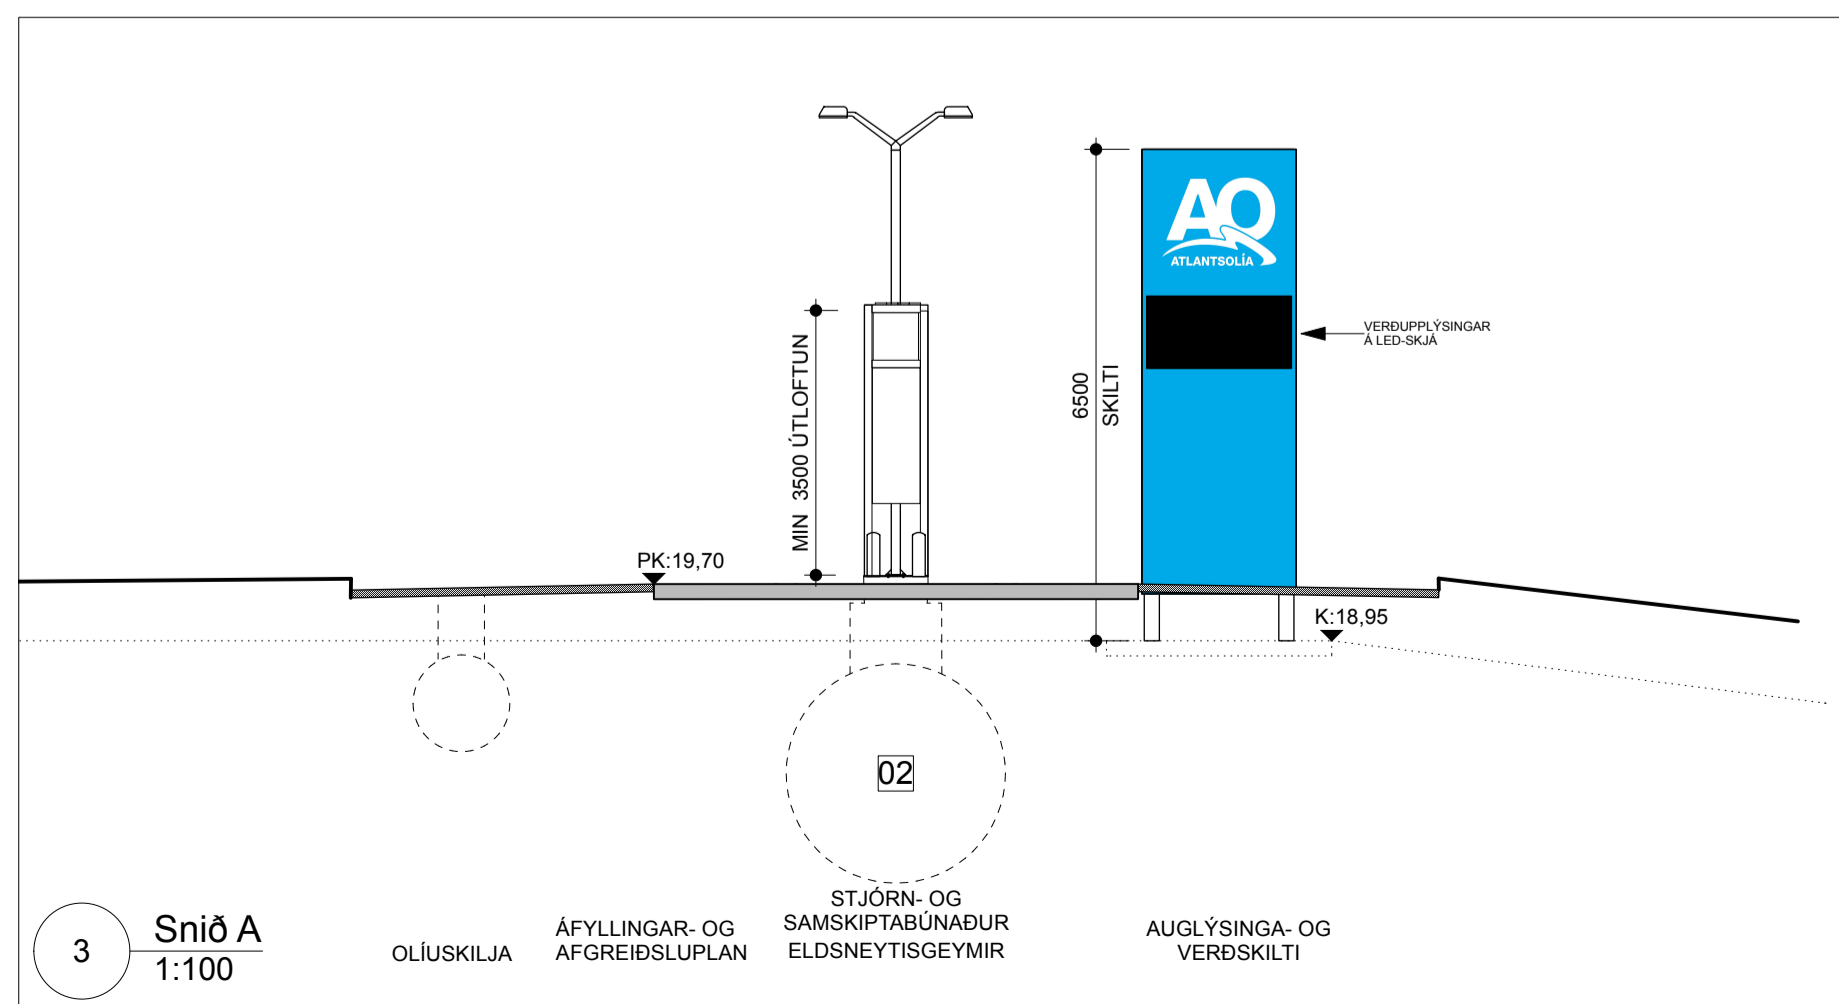 AO
ATLANTSOLÍA
VERÐUPPLÝSINGAR
Á LED-SKJÁ
6500
SKILTI
MIN 3500 ÚTLOFTUN
PK:19,70
K:18,95
02
3
Snið A
1:100
OLÍUSKILJA
ÁFYLLINGAR- OG
AFGREIÐSLUPLAN
STJÓRN- OG
SAMSKIPTABÚNAÐUR
ELDSNEYTISGEYMIR
AUGLÝSINGA- OG
VERÐSKILTI